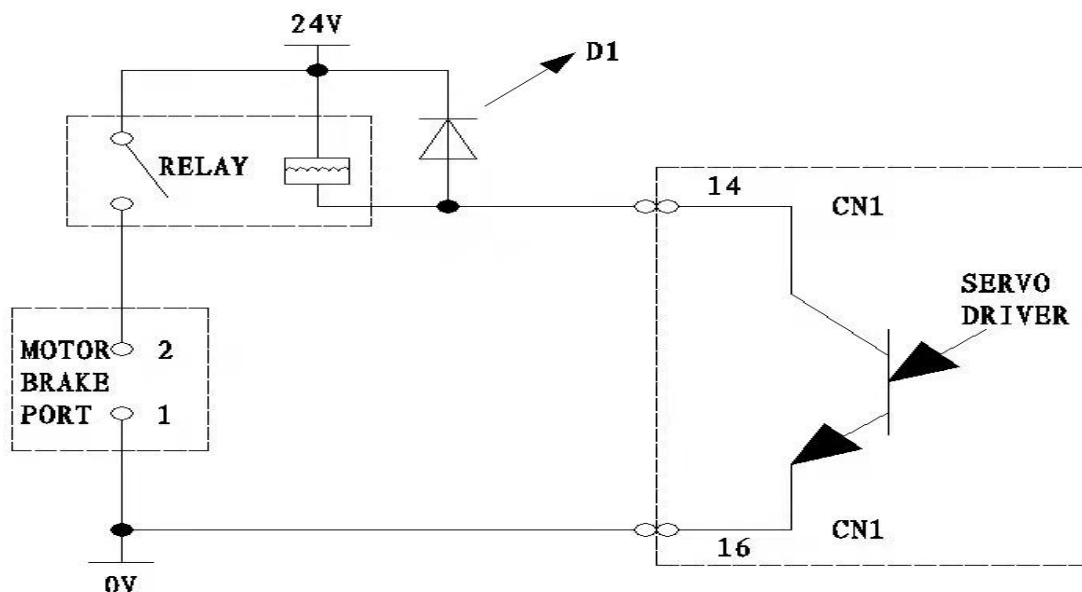 24V
D1
RELAY
14
CN1
SERVO
DRIVER
MOTOR 2
BRAKE
PORT 1
16
CN1
0V